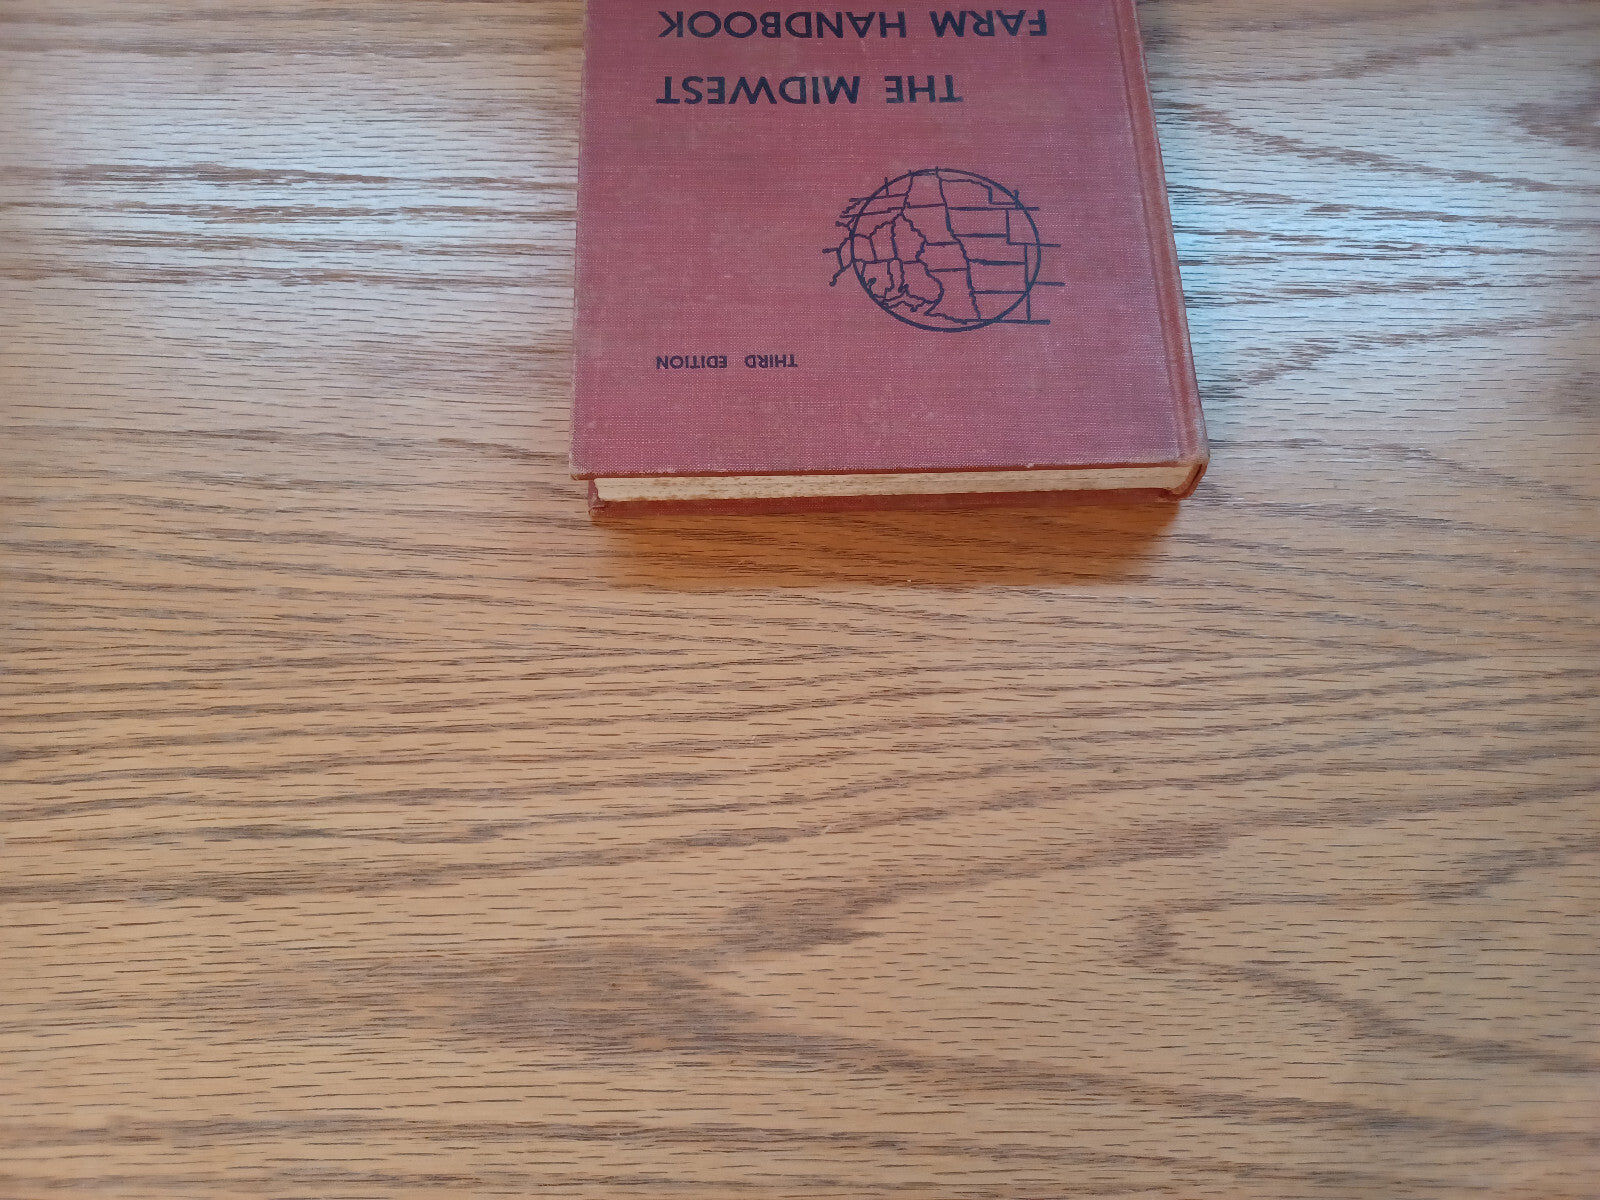 FARM HANDBOOK
THE MIDWEST
THIRD EDITION